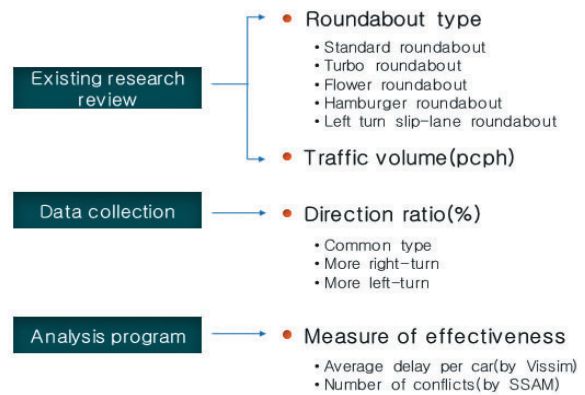 Existing research
review
• Roundabout type
• Standard roundabout
• Turbo roundabout
• Flower roundabout
• Hamburger roundabout
• Left turn slip-lane roundabout
• Traffic volume(pcph)
Data collection
• Direction ratio(%)
• Common type
• More right-turn
• More left-turn
Analysis program
• Measure of effectiveness
• Average delay per car(by Vissim)
• Number of conflicts(by SSAM)